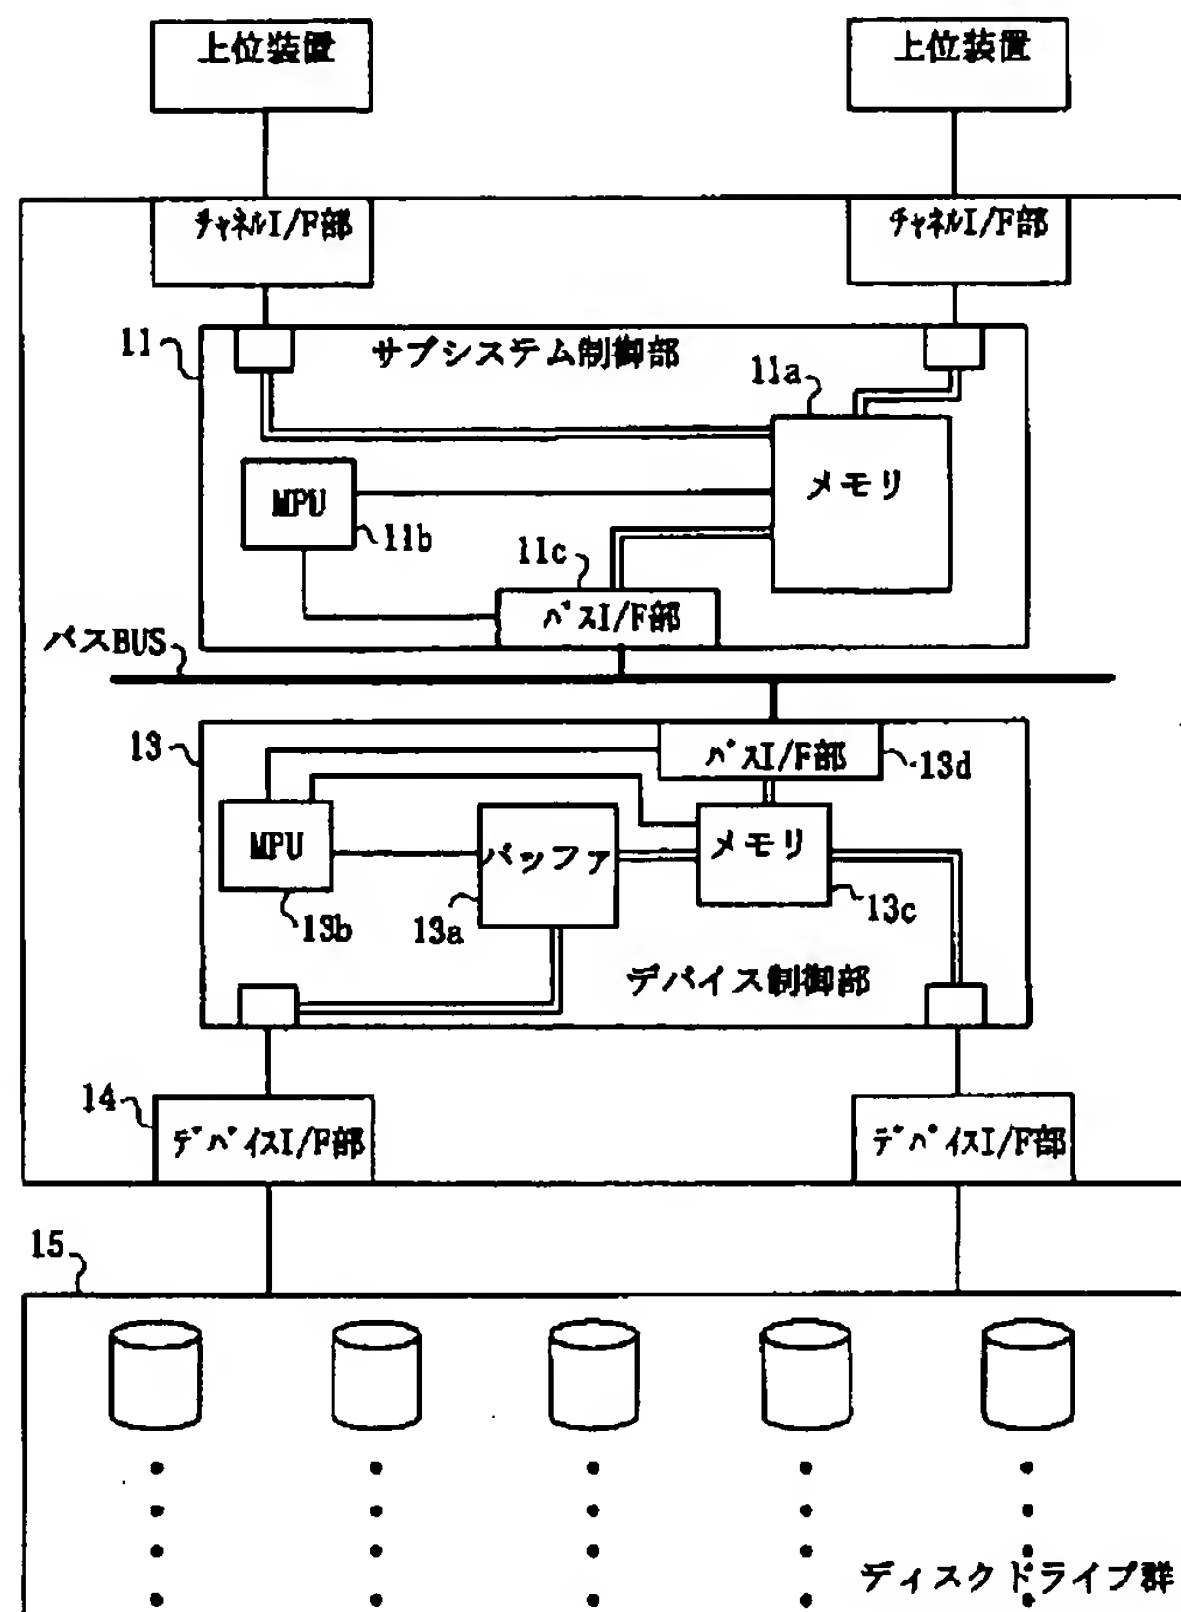 上位装置
上位装置
チャネルI/F部
チャネルI/F部
11
サブシステム制御部
11a
メモリ
MPU
11b
11c
バスI/F部
バスBUS
13
バスI/F部
13d
MPU
バッファ
メモリ
13b
13a
13c
デバイス制御部
14
デバイスI/F部
デバイスI/F部
15
ディスクドライブ群